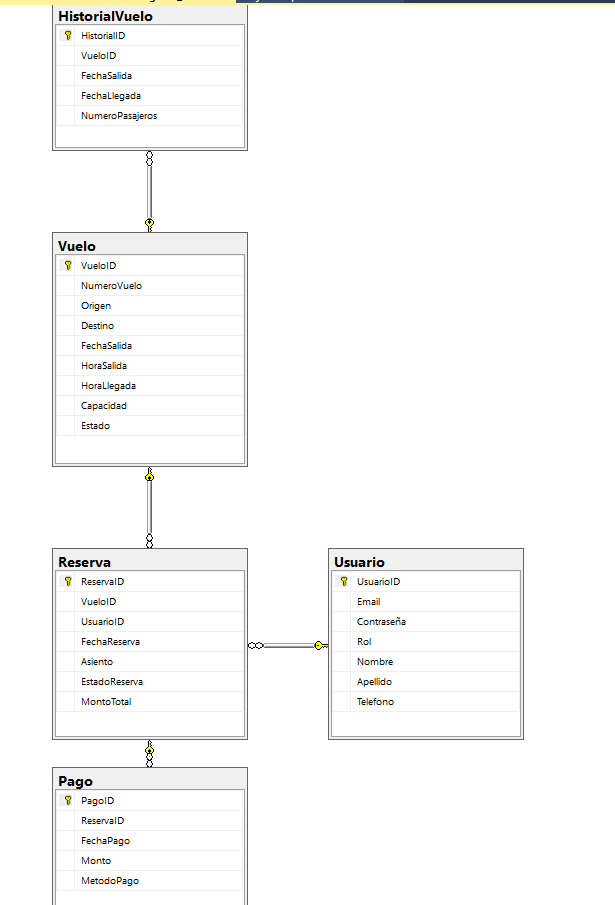 HistorialVuelo
HistorialID
VueloID
FechaSalida
FechaLlegada
NumeroPasajeros
Vuelo
VueloID
NumeroVuelo
Origen
Destino
FechaSalida
HoraSalida
HoraLlegada
Capacidad
Estado
Reserva
ReservaID
VueloID
UsuarioID
FechaReserva
Asiento
EstadoReserva
MontoTotal
Usuario
UsuarioID
Email
Contraseña
Rol
Nombre
Apellido
Telefono
Pago
PagoID
ReservaID
FechaPago
Monto
MetodoPago